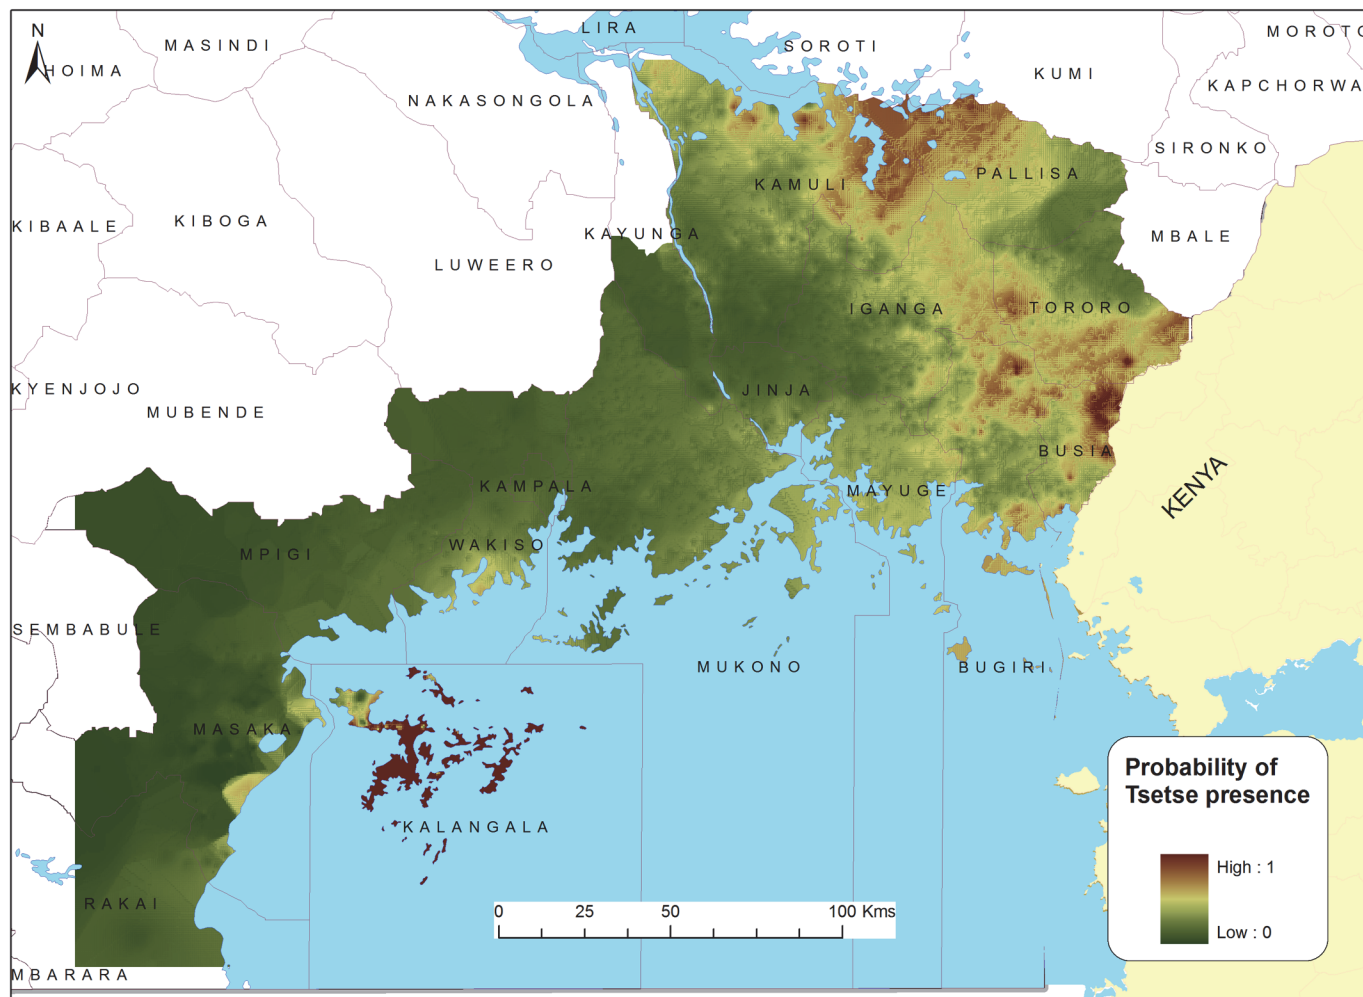 N
LIRA
MASINDI
SOROTI
MOROTO
HOIMA
KUMI
KAPCHORWA
NAKASONGOLA
SIRONKO
PALLISA
KAMULI
KIBAALE
KIBOGA
KAYUNGA
MBALE
LUWEERO
IGANGA
TORORO
KYENJOJO
MUBENDE
JINJA
BUSIA
KAMPALA
MAYUGE
KENYA
WAKISO
MPIGI
SEMBABULE
MUKONO
BUGIRI
MASAKA
KALANGALA
RAKAI
MBARARA
0 25 50 100 Kms
Probability of
Tsetse presence
High : 1
Low : 0